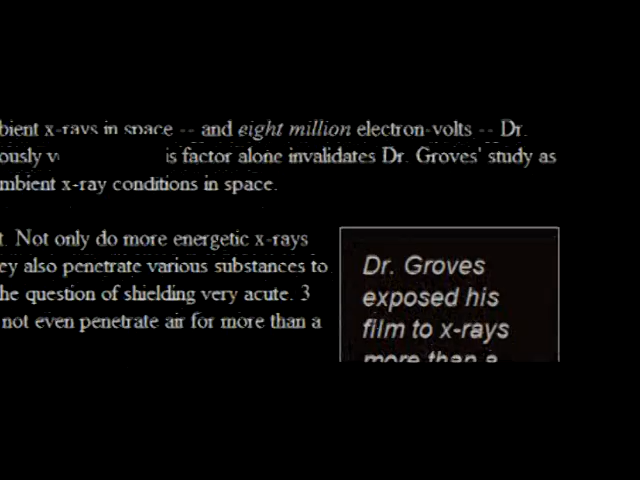 bient x-rays in space -- and eight million electron-volts -- Dr.
ously is factor alone invalidates Dr. Groves' study as
mbient x-ray conditions in space.
t. Not only do more energetic x-rays
ey also penetrate various substances to
he question of shielding very acute. 3
not even penetrate air for more than a
Dr. Groves
exposed his
film to x-rays
more than a